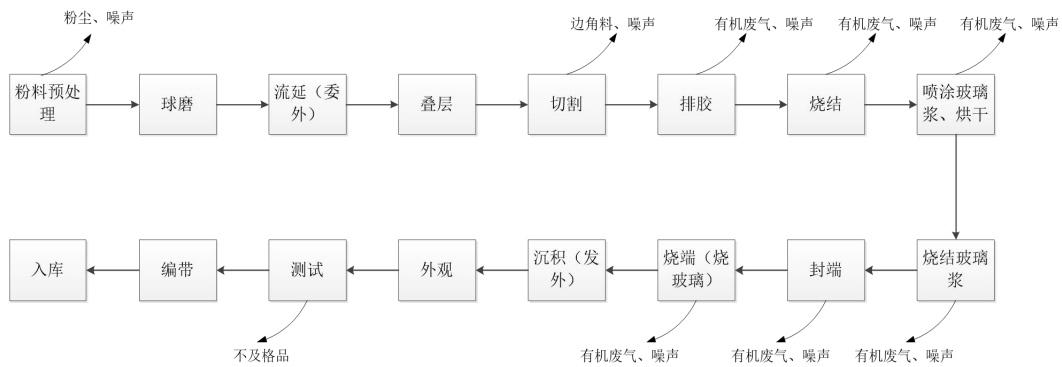 粉尘、噪声
边角料、噪声
有机废气、噪声
有机废气、噪声
有机废气、噪声
粉料预处
理
球磨
流延（委
外）
叠层
切割
排胶
烧结
喷涂玻璃
浆、烘干
入库
编带
测试
外观
沉积（发
外）
烧端（烧
玻璃）
封端
烧结玻璃
浆
不及格品
有机废气、噪声
有机废气、噪声
有机废气、噪声